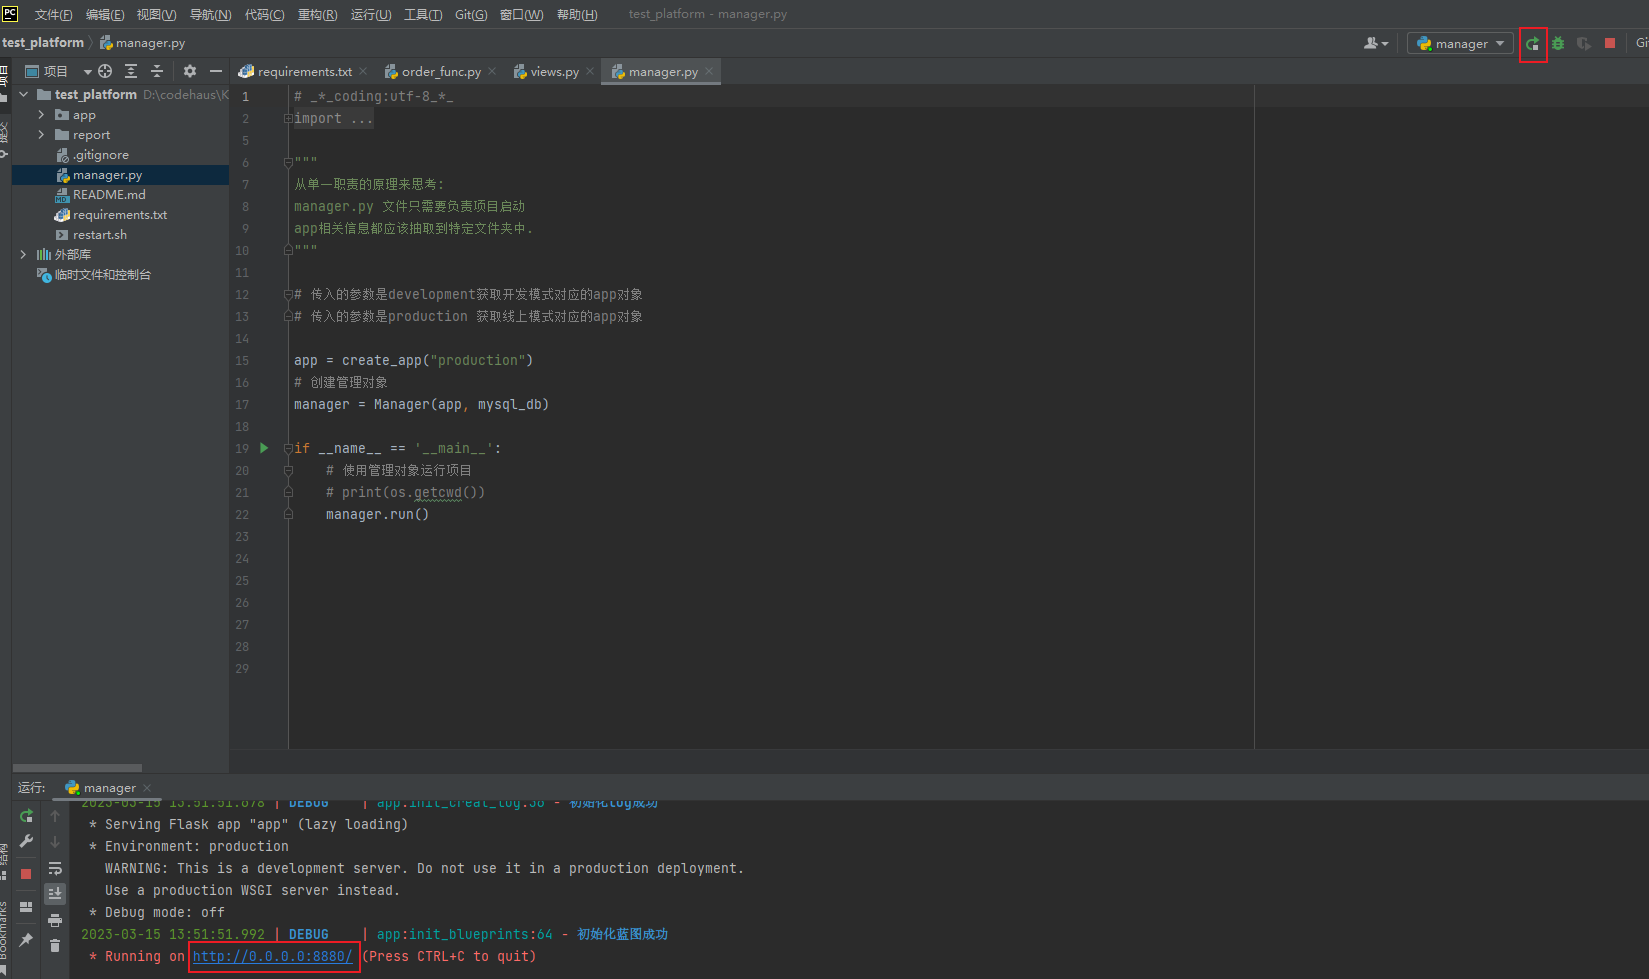 PC 文件(F) 编辑(E) 视图(V) 导航(N) 代码(C) 重构(R) 运行(U) 工具(T) Git(G) 窗口(W) 帮助(H) test_platform - manager.py
test_platform manager.py manager Git
项目 requirements.txt order_func.py views.py manager.py
项目
提交
test_platform D:\codehaus\K
app
report
.gitignore
manager.py
README.md
requirements.txt
restart.sh
外部库
临时文件和控制台
1 # _*_coding:utf-8_*_
2 import ...
5
6 """
7 从单一职责的原理来思考:
8 manager.py 文件只需要负责项目启动
9 app相关信息都应该抽取到特定文件夹中.
10 """
11
12 # 传入的参数是development获取开发模式对应的app对象
13 # 传入的参数是production 获取线上模式对应的app对象
14
15 app = create_app("production")
16 # 创建管理对象
17 manager = Manager(app, mysql_db)
18
19 if __name__ == '__main__':
20 # 使用管理对象运行项目
21 # print(os.getcwd())
22 manager.run()
23
24
25
26
27
28
29
运行: manager
2023-03-15 13:51:51.678 | DEBUG | app:init_creat_log:38 - 初始化log成功
* Serving Flask app "app" (lazy loading)
* Environment: production
WARNING: This is a development server. Do not use it in a production deployment.
Use a production WSGI server instead.
* Debug mode: off
2023-03-15 13:51:51.992 | DEBUG | app:init_blueprints:64 - 初始化蓝图成功
* Running on http://0.0.0.0:8880/ (Press CTRL+C to quit)
结构
Bookmarks